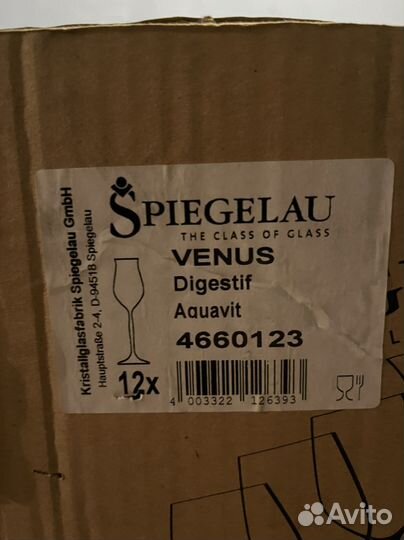 SPIEGELAU
THE CLASS OF GLASS
VENUS
Digestif
Aquavit
4660123
12x
4 003322 126393
Kristallglasfabrik Spiegelau GmbH
Hauptstraße 2-4, D-94518 Spiegelau
Avito